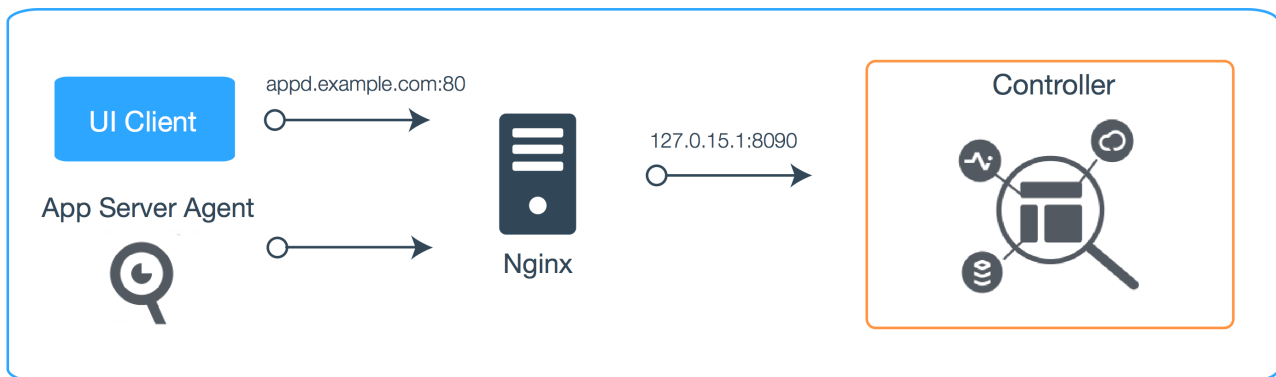 appd.example.com:80
UI Client
127.0.15.1:8090
Controller
App Server Agent
Nginx